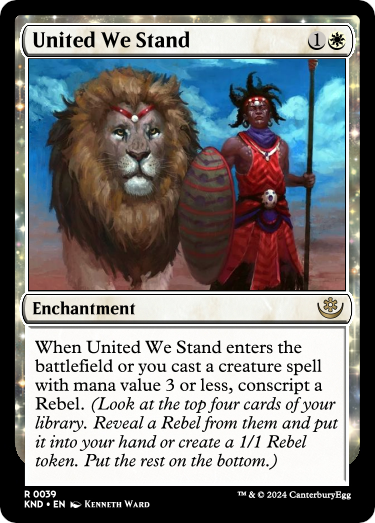 United We Stand 1
Enchantment
When United We Stand enters the
battlefield or you cast a creature spell
with mana value 3 or less, conscript a
Rebel. (Look at the top four cards of your
library. Reveal a Rebel from them and put
it into your hand or create a 1/1 Rebel
token. Put the rest on the bottom.)
R 0039
KND • EN Kenneth Ward
™ & © 2024 CanterburyEgg